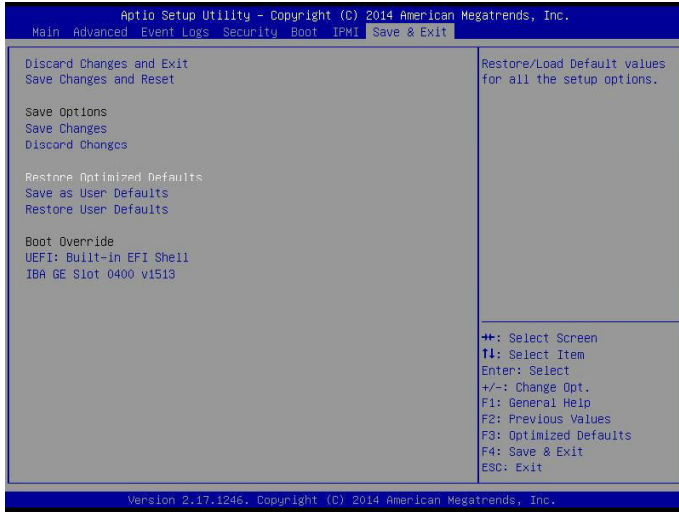 Aptio Setup Utility – Copyright (C) 2014 American Megatrends, Inc.
Main Advanced Event Logs Security Boot IPMI Save & Exit
Discard Changes and Exit
Save Changes and Reset
Save Options
Save Changes
Discard Changes
Restore Optimized Defaults
Save as User Defaults
Restore User Defaults
Boot Override
UEFI: Built-in EFI Shell
IBA GE Slot 0400 v1513
Restore/Load Default values
for all the setup options.
→←: Select Screen
↑↓: Select Item
Enter: Select
+/-: Change Opt.
F1: General Help
F2: Previous Values
F3: Optimized Defaults
F4: Save & Exit
ESC: Exit
Version 2.17.1246. Copyright (C) 2014 American Megatrends, Inc.